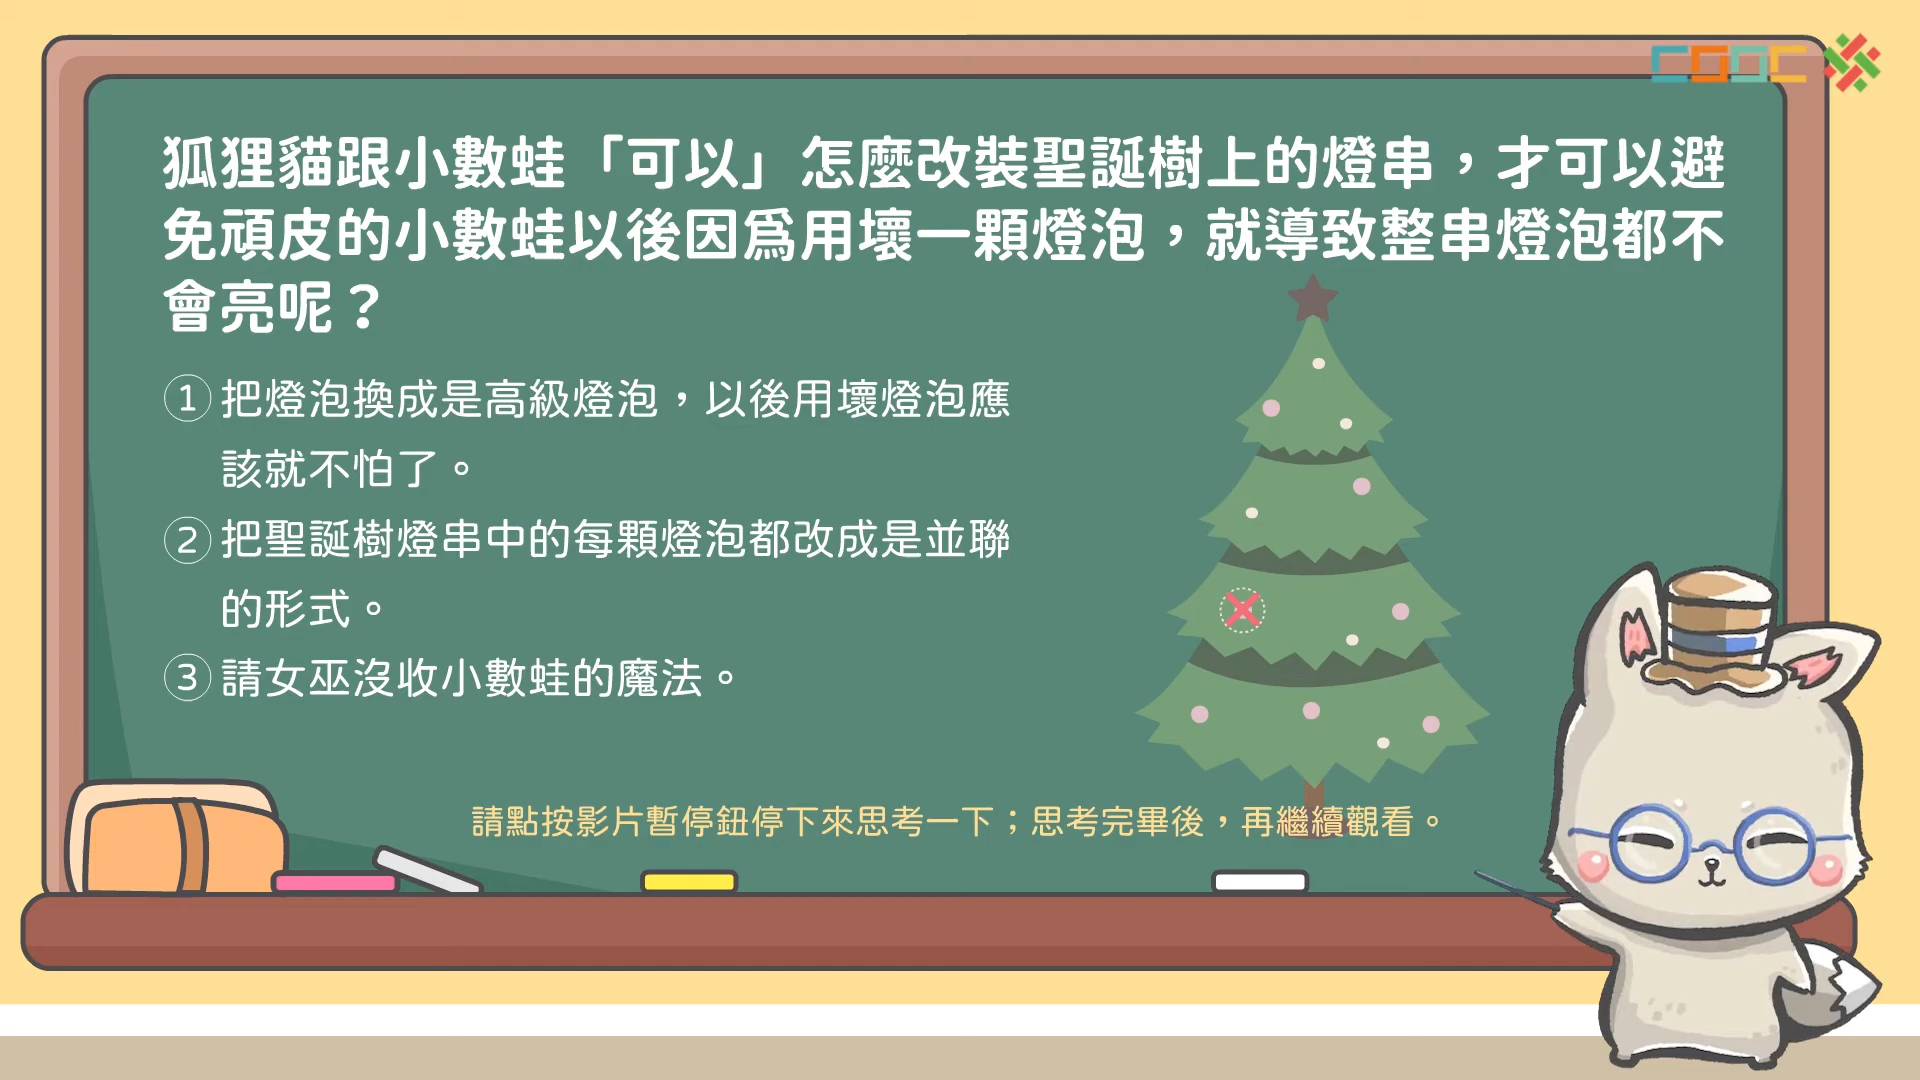 狐狸貓跟小數蛙「可以」怎麼改裝聖誕樹上的燈串，才可以避
免頑皮的小數蛙以後因為用壞一顆燈泡，就導致整串燈泡都不
會亮呢？
① 把燈泡換成是高級燈泡，以後用壞燈泡應
該就不怕了。
② 把聖誕樹燈串中的每顆燈泡都改成是並聯
的形式。
③ 請女巫沒收小數蛙的魔法。
請點按影片暫停鈕停下來思考一下；思考完畢後，再繼續觀看。